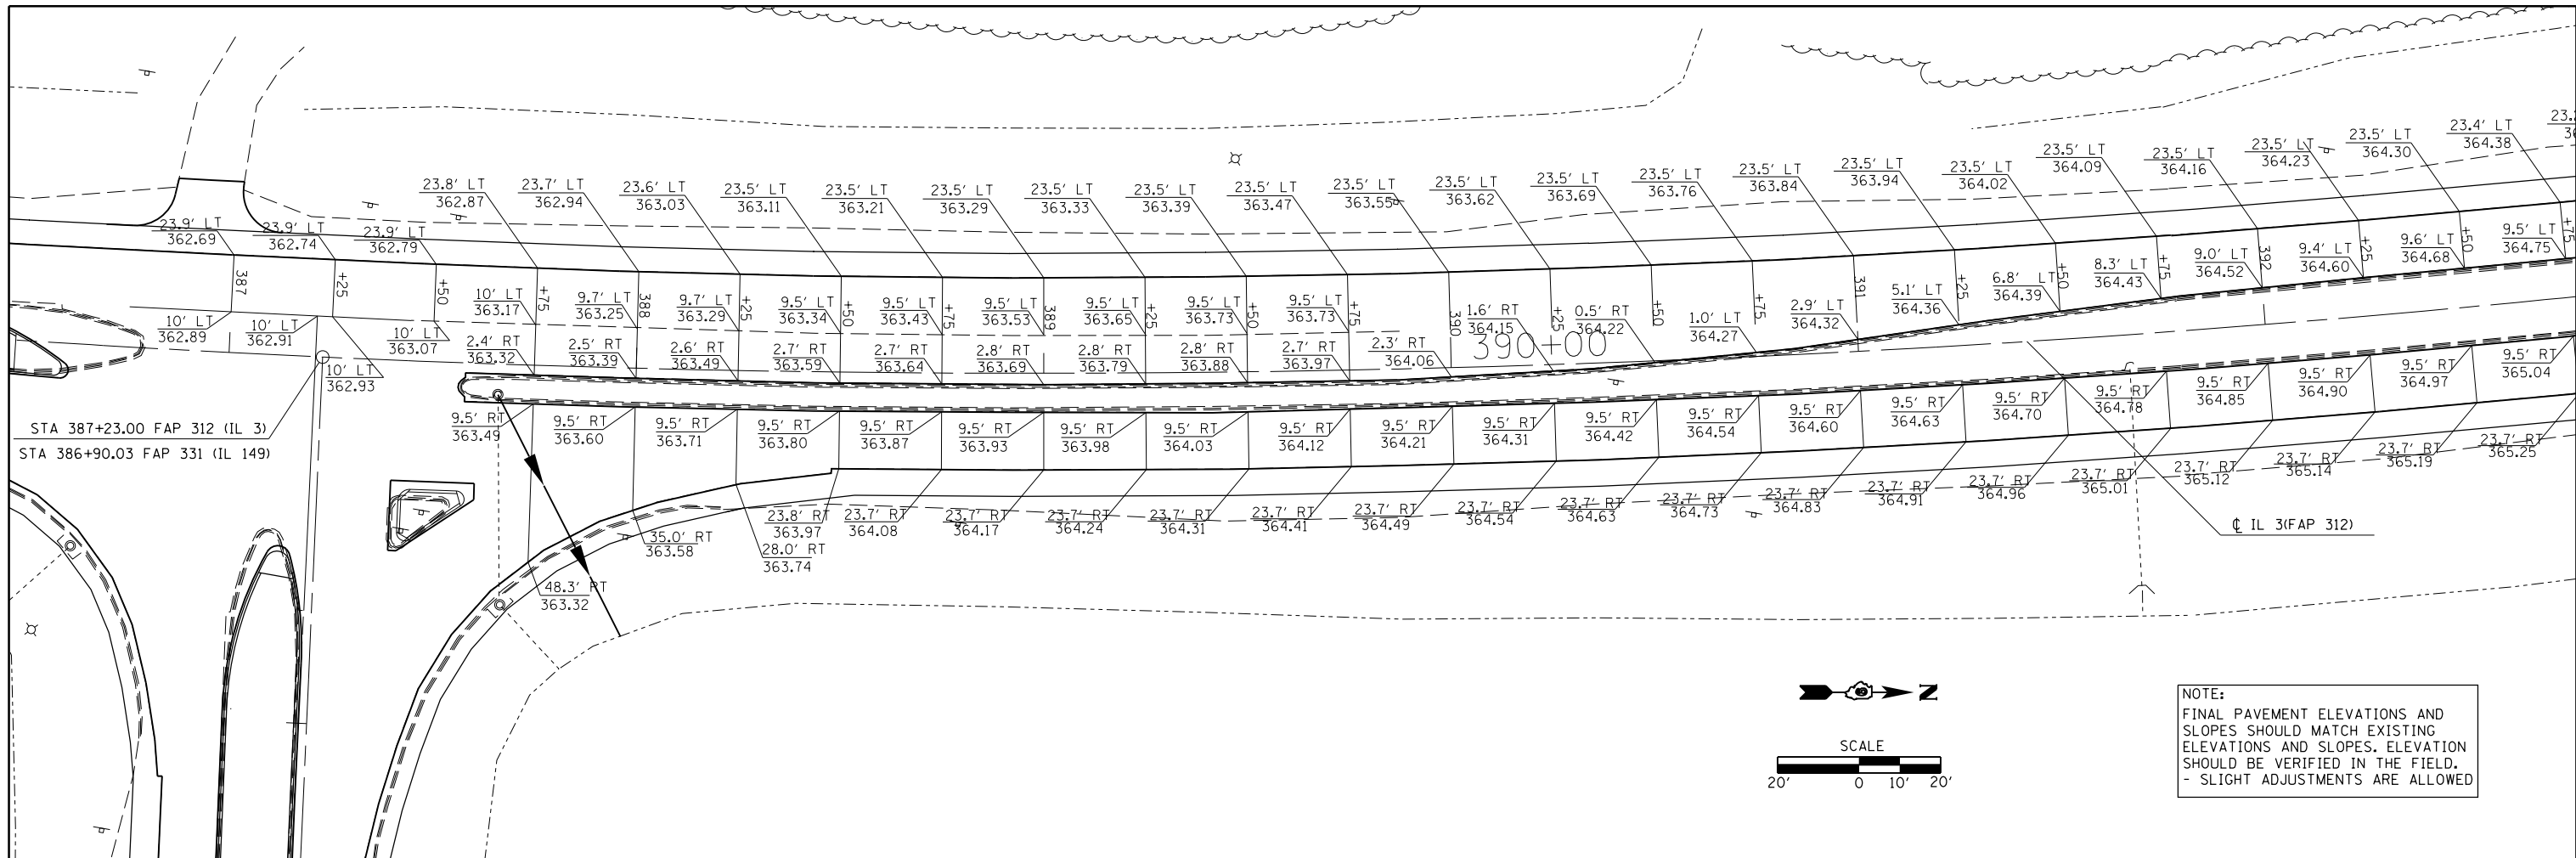 23.9' LT
362.69
23.9' LT
362.74
23.9' LT
362.79
23.8' LT
362.87
23.7' LT
362.94
23.6' LT
363.03
23.5' LT
363.11
23.5' LT
363.21
23.5' LT
363.29
23.5' LT
363.33
23.5' LT
363.39
23.5' LT
363.47
23.5' LT
363.55
23.5' LT
363.62
23.5' LT
363.69
23.5' LT
363.76
23.5' LT
363.84
23.5' LT
363.94
23.5' LT
364.02
23.5' LT
364.09
23.5' LT
364.16
23.5' LT
364.23
23.5' LT
364.30
23.4' LT
364.38
387
+25
+50
+75
388
+25
+50
+75
389
+25
+50
+75
390
+25
+50
+75
391
+25
+50
+75
392
+25
+50
+75
10' LT
362.89
10' LT
362.91
10' LT
362.93
10' LT
363.07
10' LT
363.17
9.7' LT
363.25
9.7' LT
363.29
9.5' LT
363.34
9.5' LT
363.43
9.5' LT
363.53
9.5' LT
363.65
9.5' LT
363.73
9.5' LT
363.73
2.4' RT
363.32
2.5' RT
363.39
2.6' RT
363.49
2.7' RT
363.59
2.7' RT
363.64
2.8' RT
363.69
2.8' RT
363.79
2.8' RT
363.88
2.7' RT
363.97
2.3' RT
364.06
1.6' RT
364.15
0.5' RT
364.22
1.0' LT
364.27
2.9' LT
364.32
5.1' LT
364.36
6.8' LT
364.39
8.3' LT
364.43
9.0' LT
364.52
9.4' LT
364.60
9.6' LT
364.68
9.5' LT
364.75
390+00
STA 387+23.00 FAP 312 (IL 3)
STA 386+90.03 FAP 331 (IL 149)
9.5' RT
363.49
9.5' RT
363.60
9.5' RT
363.71
9.5' RT
363.80
9.5' RT
363.87
9.5' RT
363.93
9.5' RT
363.98
9.5' RT
364.03
9.5' RT
364.12
9.5' RT
364.21
9.5' RT
364.31
9.5' RT
364.42
9.5' RT
364.54
9.5' RT
364.60
9.5' RT
364.63
9.5' RT
364.70
9.5' RT
364.78
9.5' RT
364.85
9.5' RT
364.90
9.5' RT
364.97
9.5' RT
365.04
48.3' RT
363.32
35.0' RT
363.58
28.0' RT
363.74
23.8' RT
363.97
23.7' RT
364.08
23.7' RT
364.17
23.7' RT
364.24
23.7' RT
364.31
23.7' RT
364.41
23.7' RT
364.49
23.7' RT
364.54
23.7' RT
364.63
23.7' RT
364.73
23.7' RT
364.83
23.7' RT
364.91
23.7' RT
364.96
23.7' RT
365.01
23.7' RT
365.12
23.7' RT
365.14
23.7' RT
365.19
23.7' RT
365.25
℄ IL 3(FAP 312)
N
SCALE
20' 0 10' 20'
NOTE:
FINAL PAVEMENT ELEVATIONS AND
SLOPES SHOULD MATCH EXISTING
ELEVATIONS AND SLOPES. ELEVATION
SHOULD BE VERIFIED IN THE FIELD.
- SLIGHT ADJUSTMENTS ARE ALLOWED